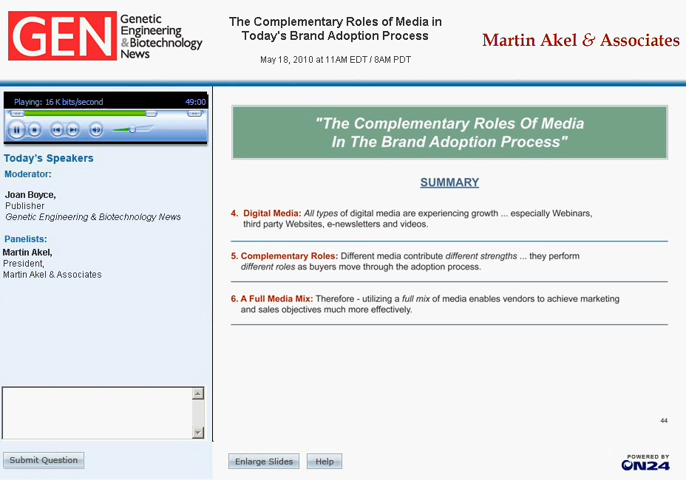 GEN Genetic
Engineering
& Biotechnology
News
The Complementary Roles of Media in
Today's Brand Adoption Process
May 18, 2010 at 11AM EDT / 8AM PDT
Martin Akel & Associates
Playing: 16 K bits/second 49:00
Today's Speakers
Moderator:
Joan Boyce,
Publisher
Genetic Engineering & Biotechnology News
Panelists:
Martin Akel,
President,
Martin Akel & Associates
Submit Question
"The Complementary Roles Of Media
In The Brand Adoption Process"
SUMMARY
4. Digital Media: All types of digital media are experiencing growth ... especially Webinars,
third party Websites, e-newsletters and videos.
5. Complementary Roles: Different media contribute different strengths ... they perform
different roles as buyers move through the adoption process.
6. A Full Media Mix: Therefore - utilizing a full mix of media enables vendors to achieve marketing
and sales objectives much more effectively.
44
Enlarge Slides
Help
POWERED BY
ON24